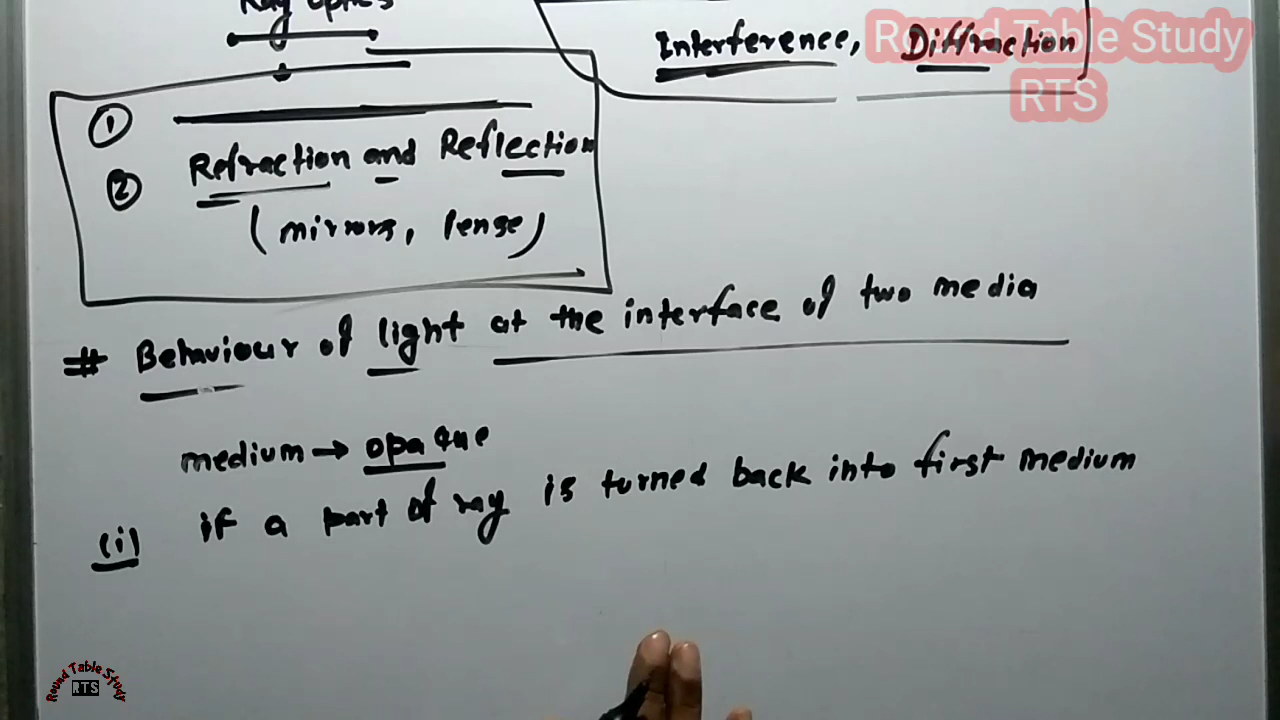 Ray Optics
Interference, Diffraction
Round Table Study
RTS
①
② Refraction and Reflection
(mirrors, lense)
# Behaviour of light at the interface of two media
medium → opaque
(i) if a part of ray is turned back into first medium
Round Table Study
RTS